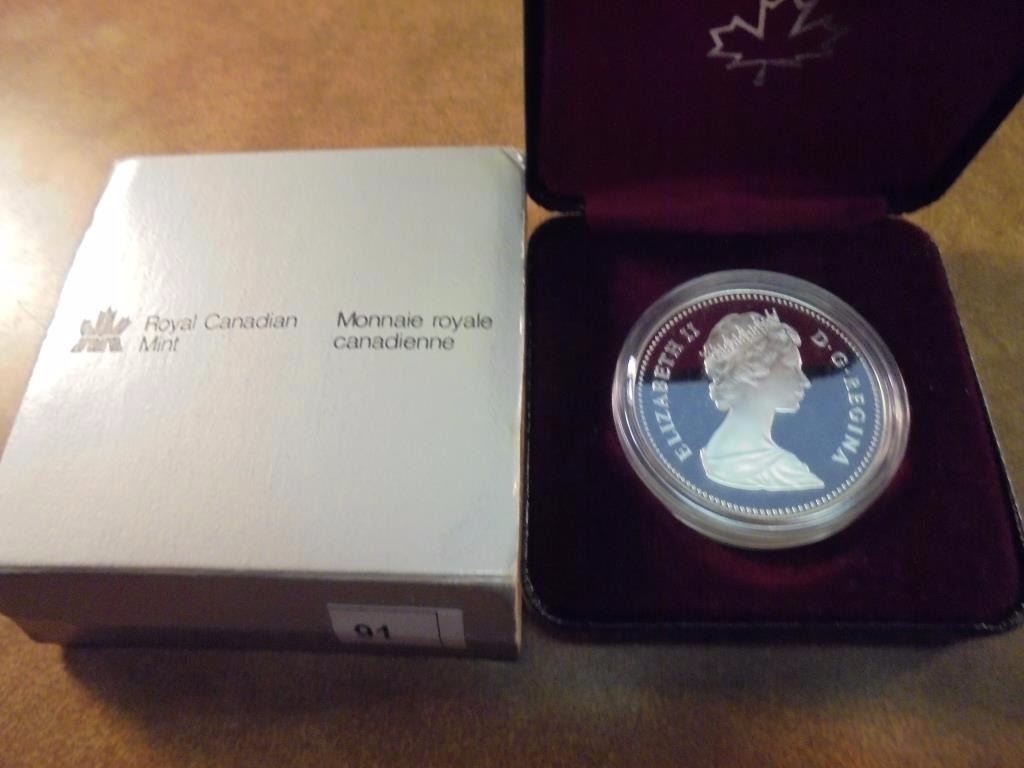 Royal Canadian
Mint
Monnaie royale
canadienne
91
ELIZABETH II D·G·REGINA